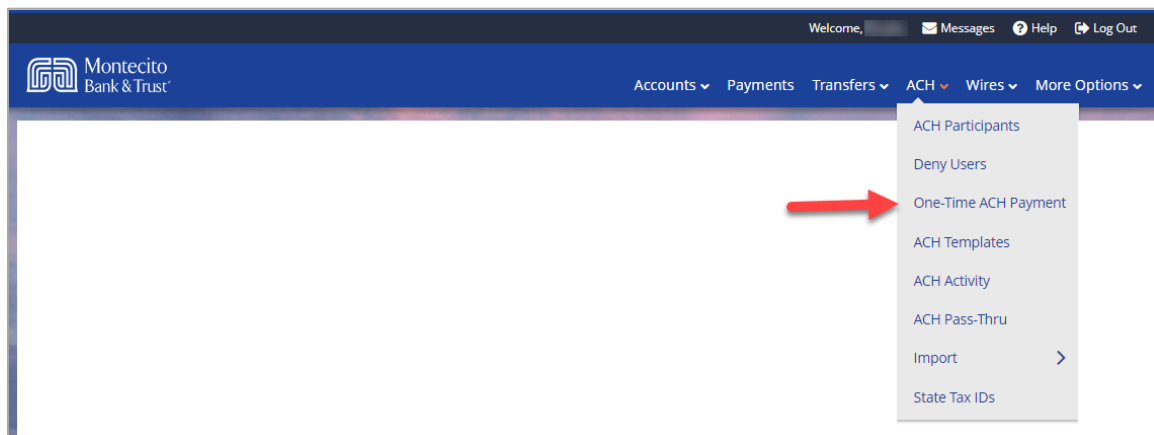 Welcome, Messages Help Log Out
Montecito
Bank & Trust
Accounts Payments Transfers ACH Wires More Options
ACH Participants
Deny Users
One-Time ACH Payment
ACH Templates
ACH Activity
ACH Pass-Thru
Import
State Tax IDs